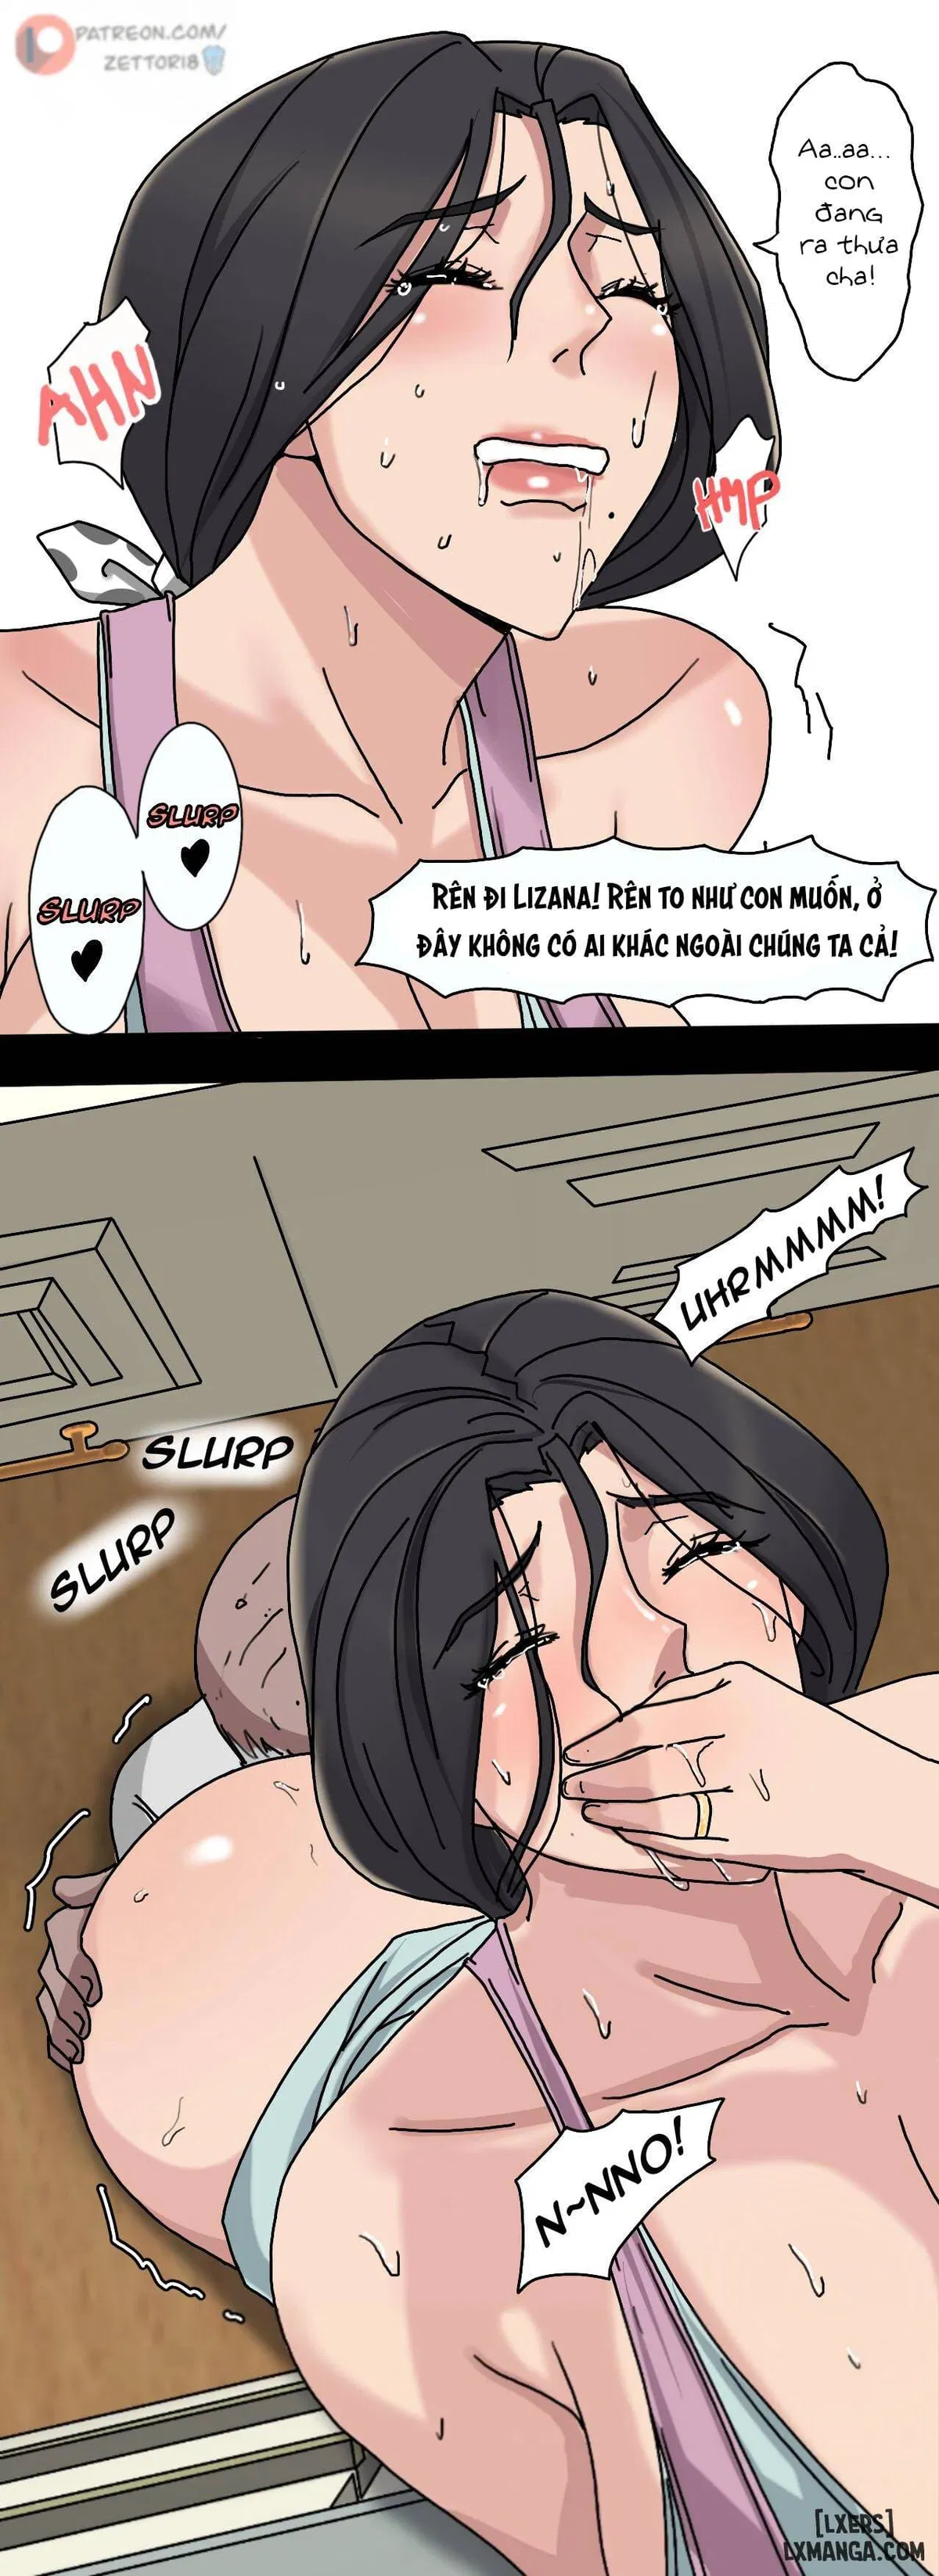 PATREON.COM/
ZETTORI8
Aa..aa...
con
đang
ra thưa
cha!
AHN
HMP
SLURP
SLURP
RÊN ĐI LIZANA! RÊN TO NHƯ CON MUỐN, Ở
ĐÂY KHÔNG CÓ AI KHÁC NGOÀI CHÚNG TA CẢ!
UHRMMMM!
SLURP
SLURP
N~NNO!
[LXERS]
LXMANGA.COM